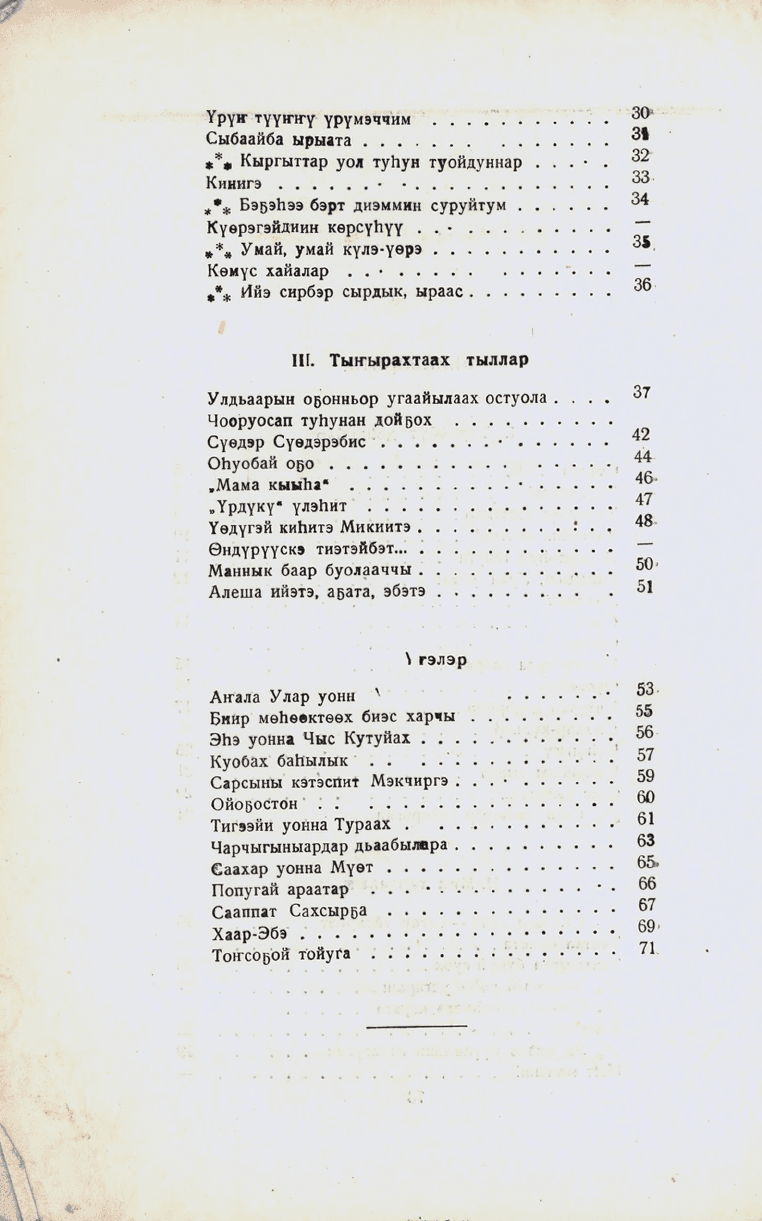 Үрүҥ түүҥҥү үрүмэччим . . . . . . . . . . . 30
Сыбаайба ырыата . . . . . . . . . . . . . 31
*** Кыргыттар уол туһун туойдуннар . . . . . 32
Кинигэ . . . . . . . . . . . . . . . . . 33
*** Бэҕэһээ бэрт диэммин суруйтум . . . . . . 34
Күөрэгэйдиин көрсүһүү . . . . . . . . . . . —
*** Умай, умай күлэ-үөрэ . . . . . . . . . . . 35
Көмүс хайалар . . . . . . . . . . . . . . —
*** Ийэ сирбэр сырдык, ыраас . . . . . . . . . 36
III. Тыҥырахтаах тыллар
Улдьаарын оҕонньор угаайылаах остуола . . . . 37
Чооруосап туһунан дойҕох . . . . . . . . . .
Сүөдэр Сүөдэрэбис . . . . . . . . . . . . . 42
Оһуобай оҕо . . . . . . . . . . . . . . . 44
„Мама кыыһа“ . . . . . . . . . . . . . . 46
„Үрдүкү“ үлэһит . . . . . . . . . . . . . . 47
Үөдүгэй киһитэ Микиитэ . . . . . . . . . . . 48
Өндүрүүскэ тиэтэйбэт... . . . . . . . . . . . . —
Маннык баар буолааччы . . . . . . . . . . . 50
Алеша ийэтэ, аҕата, эбэтэ . . . . . . . . . . 51
гэлэр
Аҥала Улар уонн . . . . . . . 53
Биир мөһөөктөөх биэс харчы . . . . . . . . . 55
Эһэ уонна Чыс Кутуйах . . . . . . . . . . . 56
Куобах баһылык . . . . . . . . . . . . . . 57
Сарсыны кэтэспит Мэкчиргэ . . . . . . . . . 59
Ойоҕостон . . . . . . . . . . . . . . . . 60
Тигээйи уонна Тураах . . . . . . . . . . . . 61
Чарчыгыныардар дьаабылара . . . . . . . . . 63
Саахар уонна Мүөт . . . . . . . . . . . . . 65
Попугай араатар . . . . . . . . . . . . . . 66
Сааппат Сахсырҕа . . . . . . . . . . . . . 67
Хаар-Эбэ . . . . . . . . . . . . . . . . . 69
Тоҥсоҕой тойуга . . . . . . . . . . . . . . 71